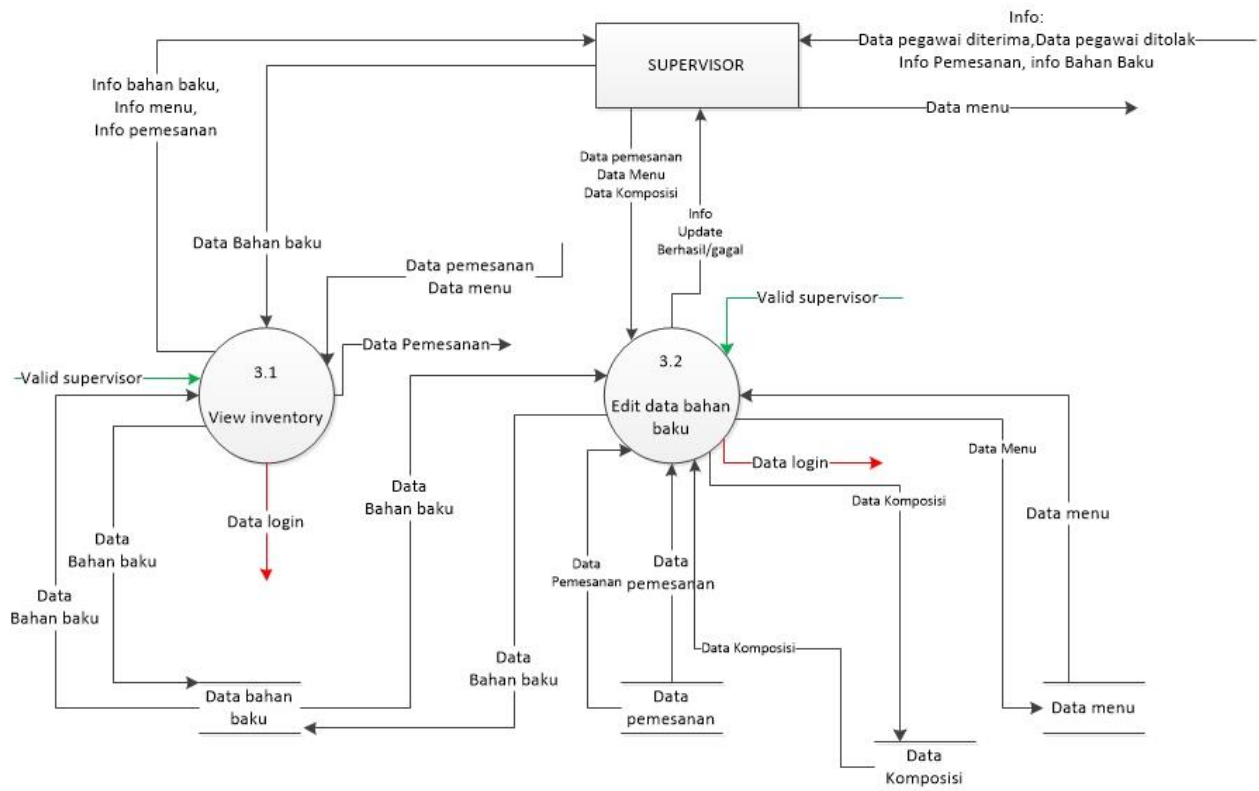 Info:
Data pegawai diterima,Data pegawai ditolak
Info Pemesanan, info Bahan Baku
SUPERVISOR
Info bahan baku,
Info menu,
Info pemesanan
Data menu
Data pemesanan
Data Menu
Data Komposisi
Info
Update
Berhasil/gagal
Data Bahan baku
Data pemesanan
Data menu
Valid supervisor
Data Pemesanan
3.1
View inventory
Valid supervisor
3.2
Edit data bahan
baku
Data Menu
Data login
Data
Bahan baku
Data Komposisi
Data login
Data menu
Data
Bahan baku
Data
Pemesanan
Data
pemesanan
Data
Bahan baku
Data Komposisi
Data
Bahan baku
Data bahan
baku
Data
pemesanan
Data menu
Data
Komposisi